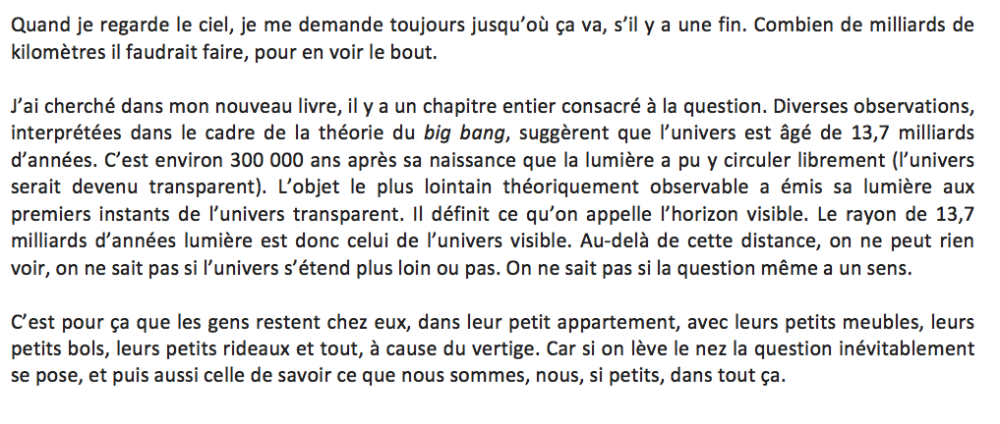 Quand je regarde le ciel, je me demande toujours jusqu’où ça va, s’il y a une fin. Combien de milliards de
kilomètres il faudrait faire, pour en voir le bout.
J’ai cherché dans mon nouveau livre, il y a un chapitre entier consacré à la question. Diverses observations,
interprétées dans le cadre de la théorie du big bang, suggèrent que l’univers est âgé de 13,7 milliards
d’années. C’est environ 300 000 ans après sa naissance que la lumière a pu y circuler librement (l’univers
serait devenu transparent). L’objet le plus lointain théoriquement observable a émis sa lumière aux
premiers instants de l’univers transparent. Il définit ce qu’on appelle l’horizon visible. Le rayon de 13,7
milliards d’années lumière est donc celui de l’univers visible. Au-delà de cette distance, on ne peut rien
voir, on ne sait pas si l’univers s’étend plus loin ou pas. On ne sait pas si la question même a un sens.
C’est pour ça que les gens restent chez eux, dans leur petit appartement, avec leurs petits meubles, leurs
petits bols, leurs petits rideaux et tout, à cause du vertige. Car si on lève le nez la question inévitablement
se pose, et puis aussi celle de savoir ce que nous sommes, nous, si petits, dans tout ça.